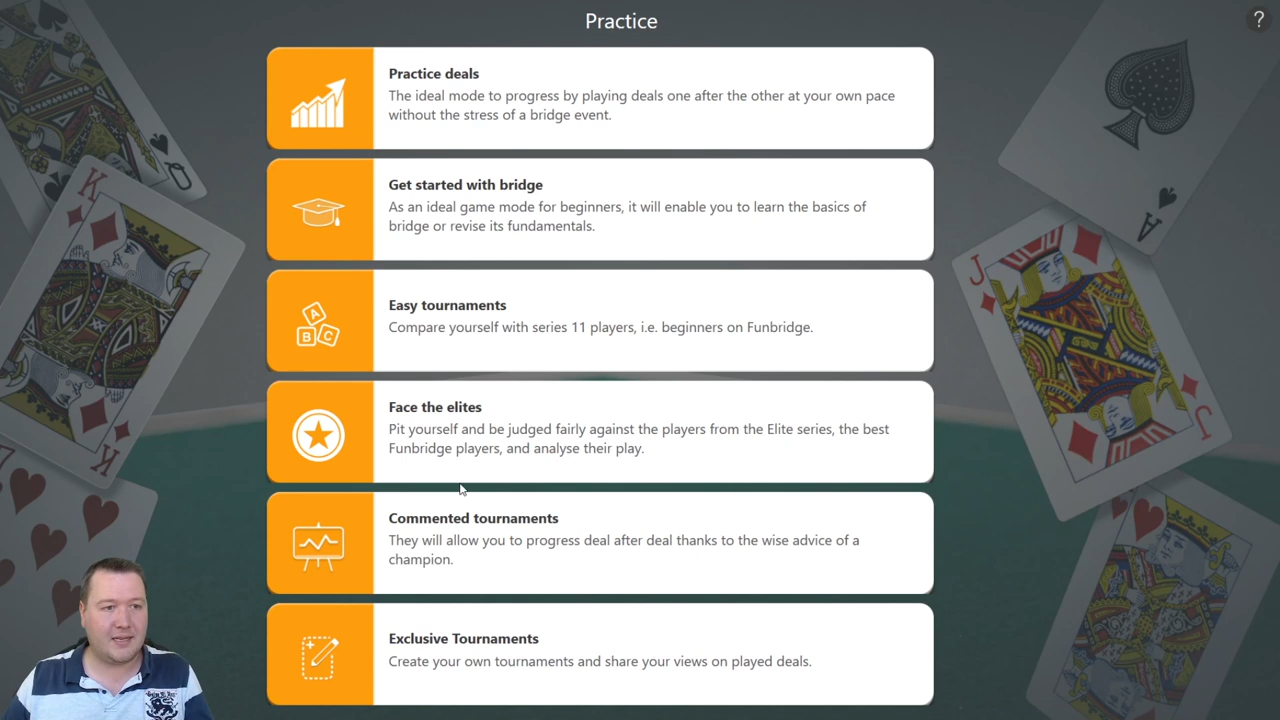 Practice
?
Practice deals
The ideal mode to progress by playing deals one after the other at your own pace
without the stress of a bridge event.
Get started with bridge
As an ideal game mode for beginners, it will enable you to learn the basics of
bridge or revise its fundamentals.
A
B C
Easy tournaments
Compare yourself with series 11 players, i.e. beginners on Funbridge.
Face the elites
Pit yourself and be judged fairly against the players from the Elite series, the best
Funbridge players, and analyse their play.
Commented tournaments
They will allow you to progress deal after deal thanks to the wise advice of a
champion.
Exclusive Tournaments
Create your own tournaments and share your views on played deals.
Q
K
K
A
J
J
K